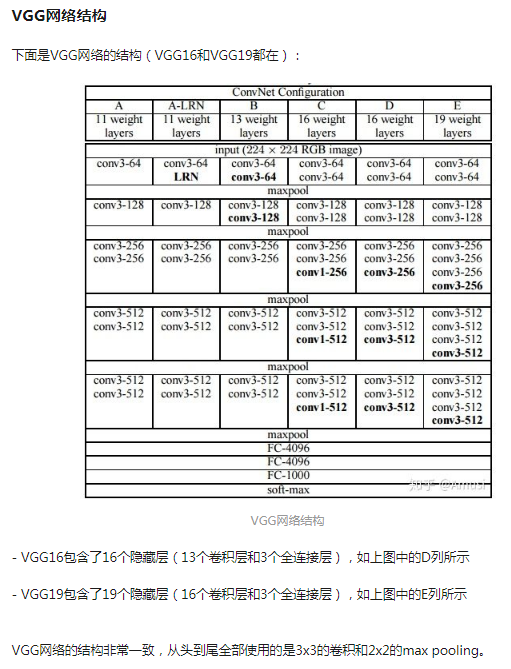 VGG网络结构
下面是VGG网络的结构（VGG16和VGG19都在）：
ConvNet Configuration
A A-LRN B C D E
11 weight layers 11 weight layers 13 weight layers 16 weight layers 16 weight layers 19 weight layers
input (224 × 224 RGB image)
conv3-64 conv3-64 conv3-64 conv3-64 conv3-64 conv3-64
LRN conv3-64 conv3-64 conv3-64 conv3-64
maxpool
conv3-128 conv3-128 conv3-128 conv3-128 conv3-128 conv3-128
conv3-128 conv3-128 conv3-128 conv3-128
maxpool
conv3-256 conv3-256 conv3-256 conv3-256 conv3-256 conv3-256
conv3-256 conv3-256 conv3-256 conv3-256 conv3-256 conv3-256
conv1-256 conv3-256 conv3-256
conv3-256
maxpool
conv3-512 conv3-512 conv3-512 conv3-512 conv3-512 conv3-512
conv3-512 conv3-512 conv3-512 conv3-512 conv3-512 conv3-512
conv1-512 conv3-512 conv3-512
conv3-512
maxpool
conv3-512 conv3-512 conv3-512 conv3-512 conv3-512 conv3-512
conv3-512 conv3-512 conv3-512 conv3-512 conv3-512 conv3-512
conv1-512 conv3-512 conv3-512
conv3-512
maxpool
FC-4096
FC-4096
FC-1000
soft-max
知乎 @Amusi
VGG网络结构
- VGG16包含了16个隐藏层（13个卷积层和3个全连接层），如上图中的D列所示
- VGG19包含了19个隐藏层（16个卷积层和3个全连接层），如上图中的E列所示
VGG网络的结构非常一致，从头到尾全部使用的是3x3的卷积和2x2的max pooling。